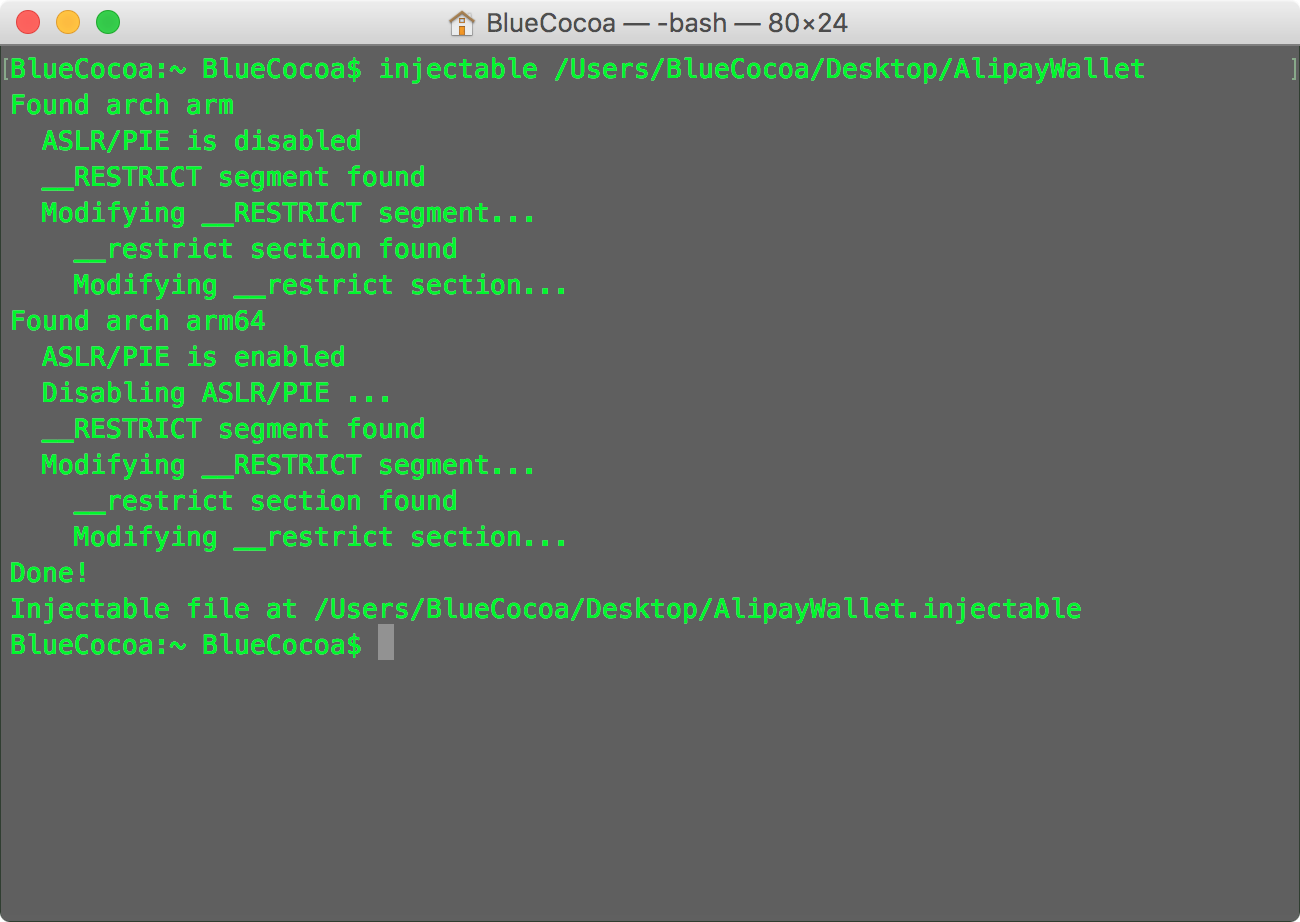 BlueCocoa — -bash — 80×24
[BlueCocoa:~ BlueCocoa$ injectable /Users/BlueCocoa/Desktop/AlipayWallet ]
Found arch arm
  ASLR/PIE is disabled
  __RESTRICT segment found
  Modifying __RESTRICT segment...
    __restrict section found
    Modifying __restrict section...
Found arch arm64
  ASLR/PIE is enabled
  Disabling ASLR/PIE ...
  __RESTRICT segment found
  Modifying __RESTRICT segment...
    __restrict section found
    Modifying __restrict section...
Done!
Injectable file at /Users/BlueCocoa/Desktop/AlipayWallet.injectable
BlueCocoa:~ BlueCocoa$